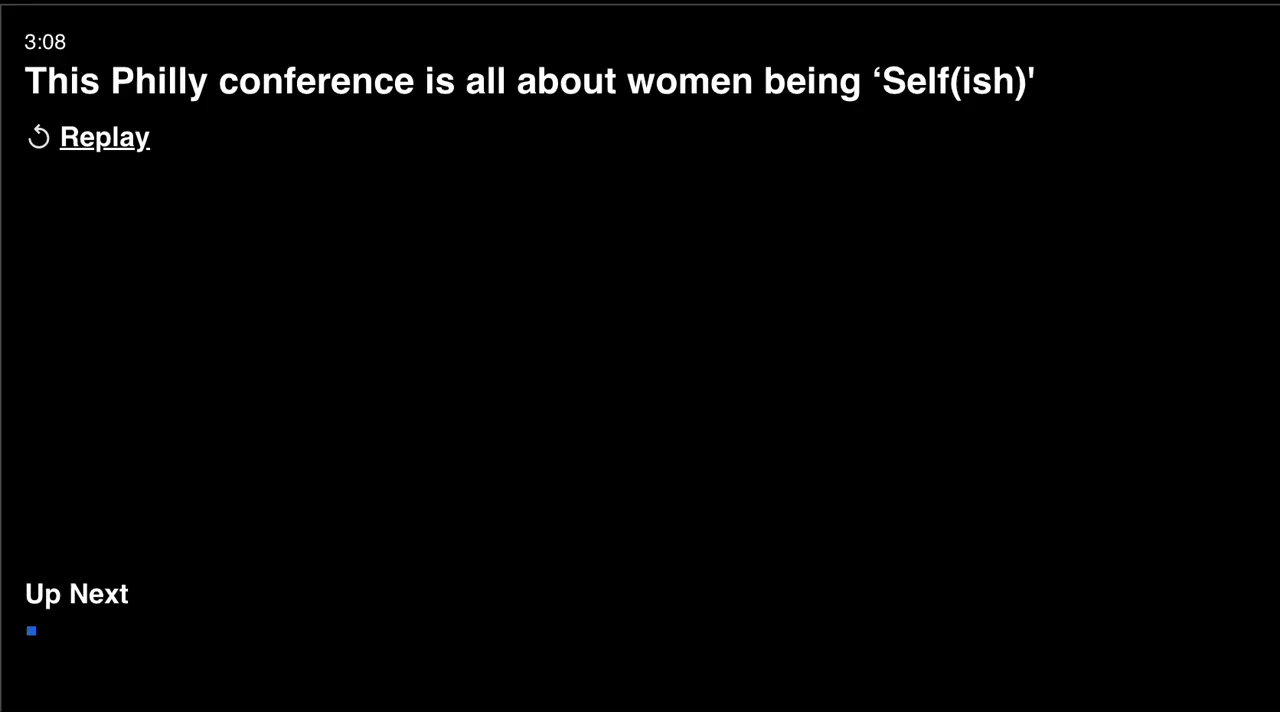 3:08
This Philly conference is all about women being ‘Self(ish)'
Replay
Up Next